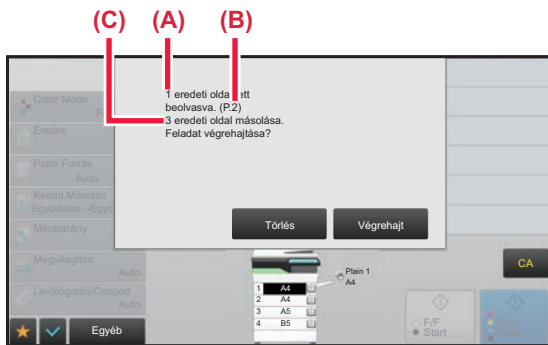 (C) (A) (B)
1 eredeti oldal lett
beolvasva. (P.2)
3 eredeti oldal másolása.
Feladat végrehajtása?
Color Mode
Eredeti
Papír Forrás
Auto
Kétold.Másolás
Egyoldalas→Egyo
Méretarány
Megvilágítás
Auto
Leválogatás/Csoport
Auto
Törlés
Végrehajt
Plain 1
A4
1 A4
2 A4
3 A5
4 B5
CA
F/F
Start
Start
Egyéb